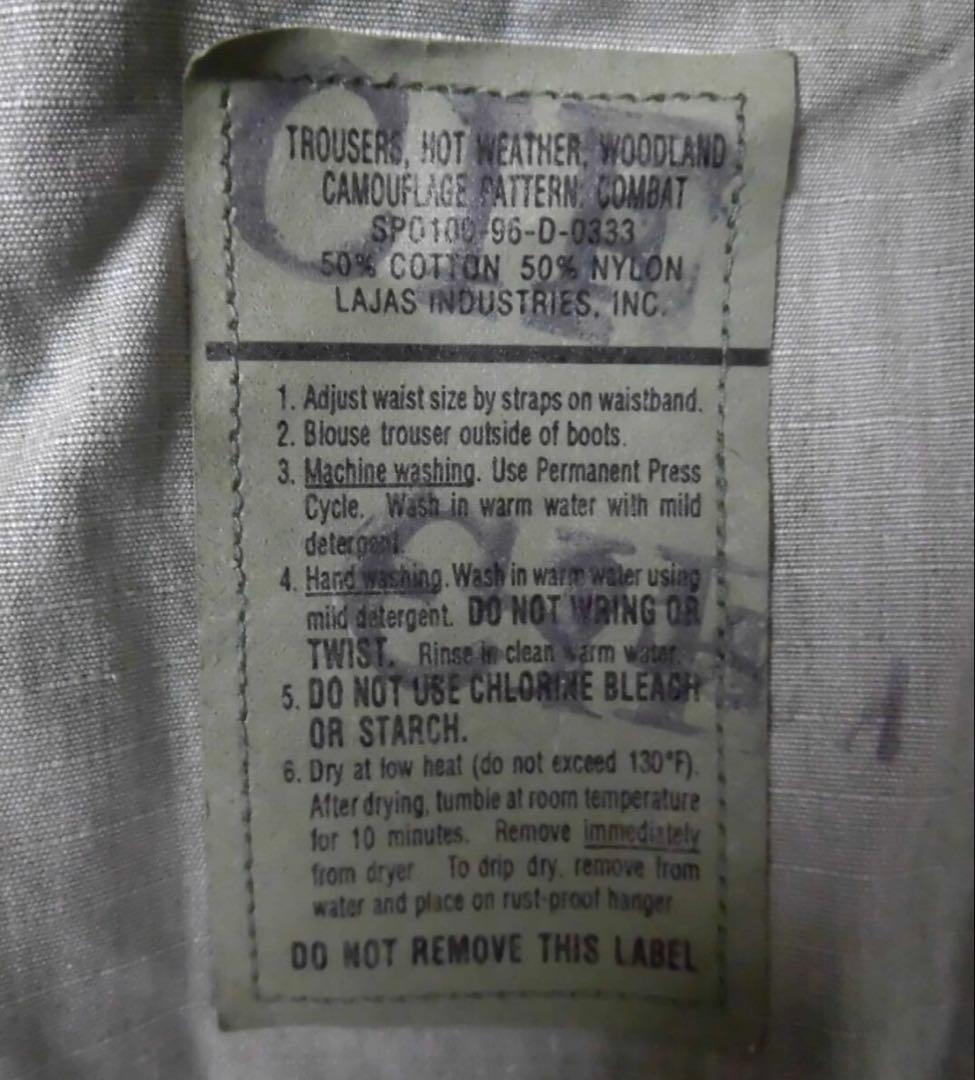 TROUSERS, HOT WEATHER, WOODLAND
CAMOUFLAGE PATTERN: COMBAT
SPO100-96-D-0333
50% COTTON 50% NYLON
LAJAS INDUSTRIES, INC.
1. Adjust waist size by straps on waistband.
2. Blouse trouser outside of boots.
3. Machine washing. Use Permanent Press
Cycle. Wash in warm water with mild
detergent.
4. Hand washing. Wash in warm water using
mild detergent. DO NOT WRING OR
TWIST. Rinse in clean warm water.
5. DO NOT USE CHLORINE BLEACH
OR STARCH.
6. Dry at low heat (do not exceed 130°F).
After drying, tumble at room temperature
for 10 minutes. Remove immediately
from dryer To drip dry, remove from
water and place on rust-proof hanger
DO NOT REMOVE THIS LABEL